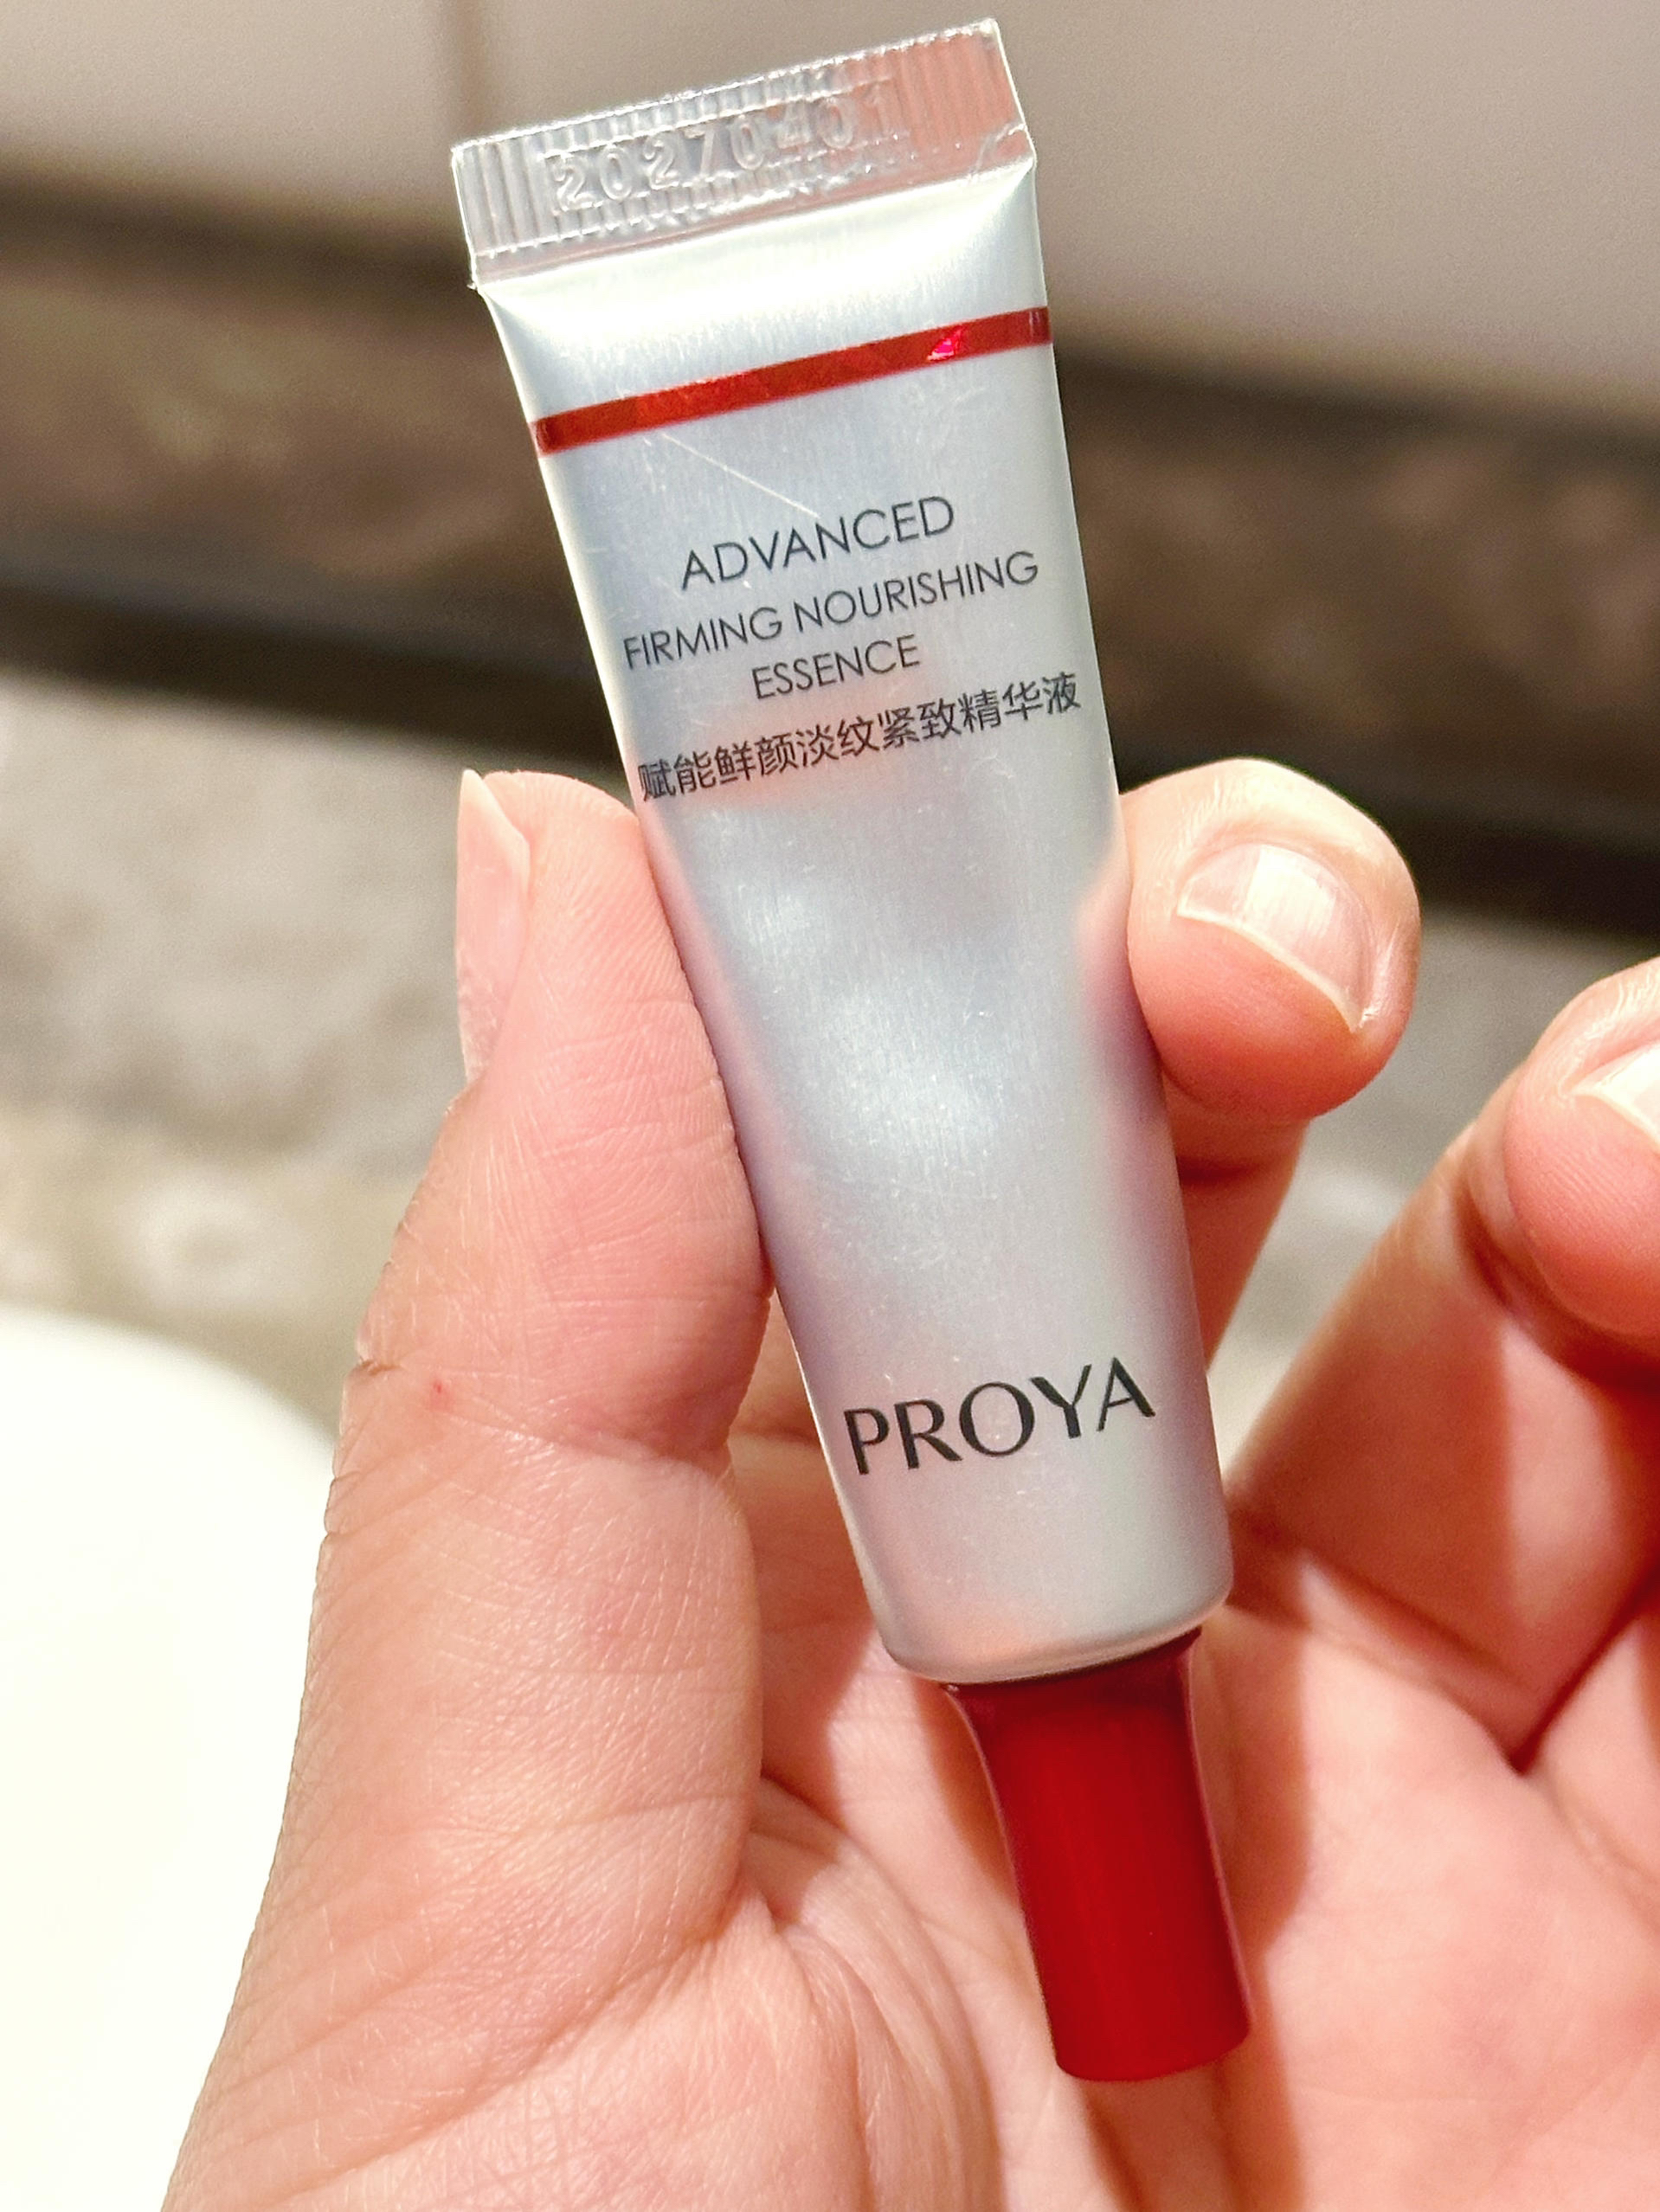 20270401
ADVANCED
FIRMING NOURISHING
ESSENCE
赋能鲜颜淡纹紧致精华液
PROYA